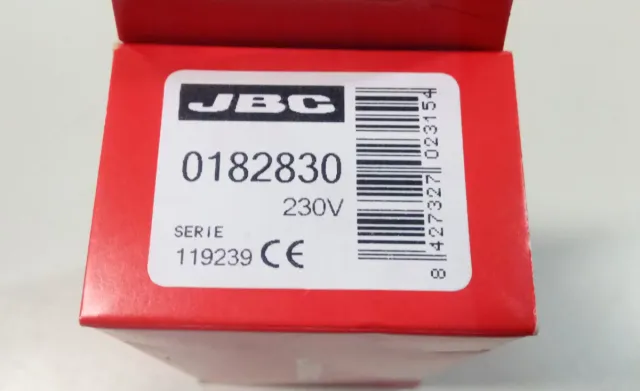 JBC
0182830
230V
SERIE
119239 CE
8 427327 023154